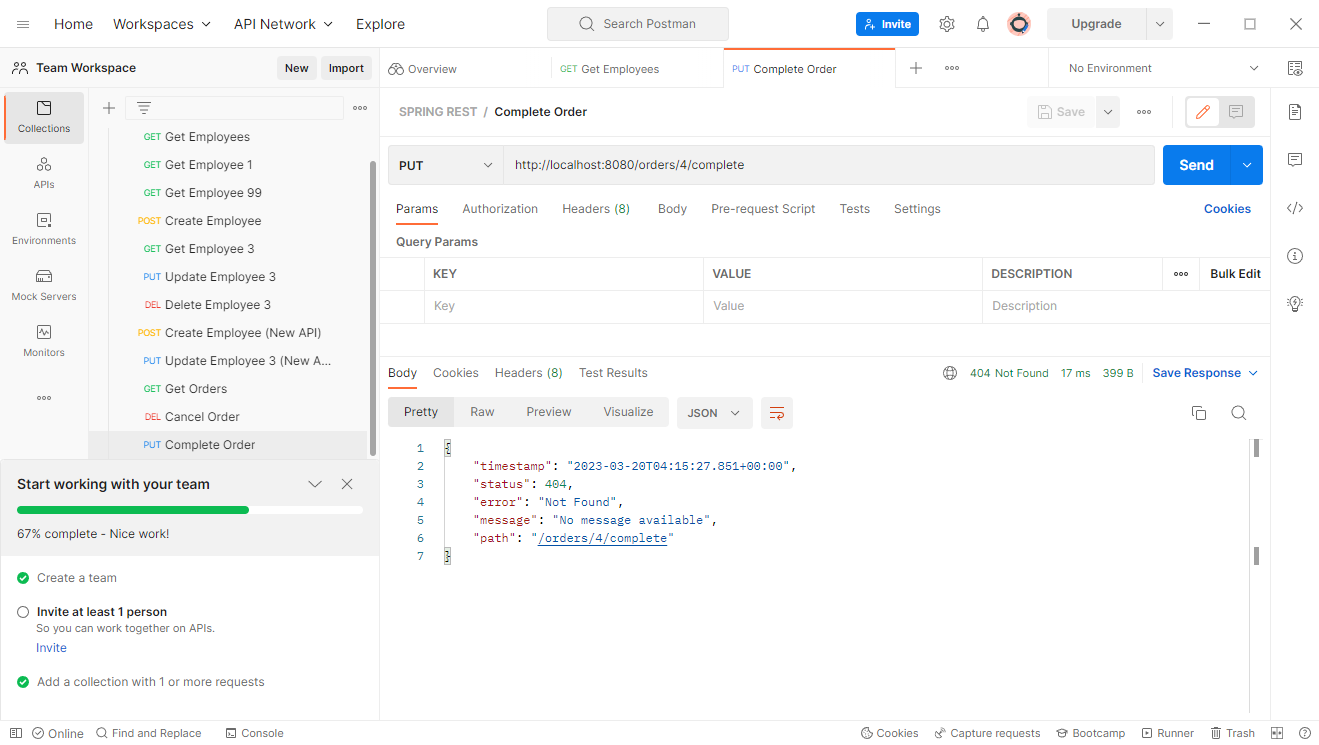 Home Workspaces API Network Explore Search Postman Invite Upgrade
Team Workspace New Import Overview GET Get Employees PUT Complete Order No Environment
Collections
APIs
Environments
Mock Servers
Monitors
GET Get Employees
GET Get Employee 1
GET Get Employee 99
POST Create Employee
GET Get Employee 3
PUT Update Employee 3
DEL Delete Employee 3
POST Create Employee (New API)
PUT Update Employee 3 (New A...
GET Get Orders
DEL Cancel Order
PUT Complete Order
Start working with your team
67% complete - Nice work!
Create a team
Invite at least 1 person
So you can work together on APIs.
Invite
Add a collection with 1 or more requests
SPRING REST / Complete Order Save
PUT http://localhost:8080/orders/4/complete Send
Params Authorization Headers (8) Body Pre-request Script Tests Settings Cookies
Query Params
KEY VALUE DESCRIPTION Bulk Edit
Key Value Description
Body Cookies Headers (8) Test Results 404 Not Found 17 ms 399 B Save Response
Pretty Raw Preview Visualize JSON
1 {
2 "timestamp": "2023-03-20T04:15:27.851+00:00",
3 "status": 404,
4 "error": "Not Found",
5 "message": "No message available",
6 "path": "/orders/4/complete"
7 }
Online Find and Replace Console Cookies Capture requests Bootcamp Runner Trash